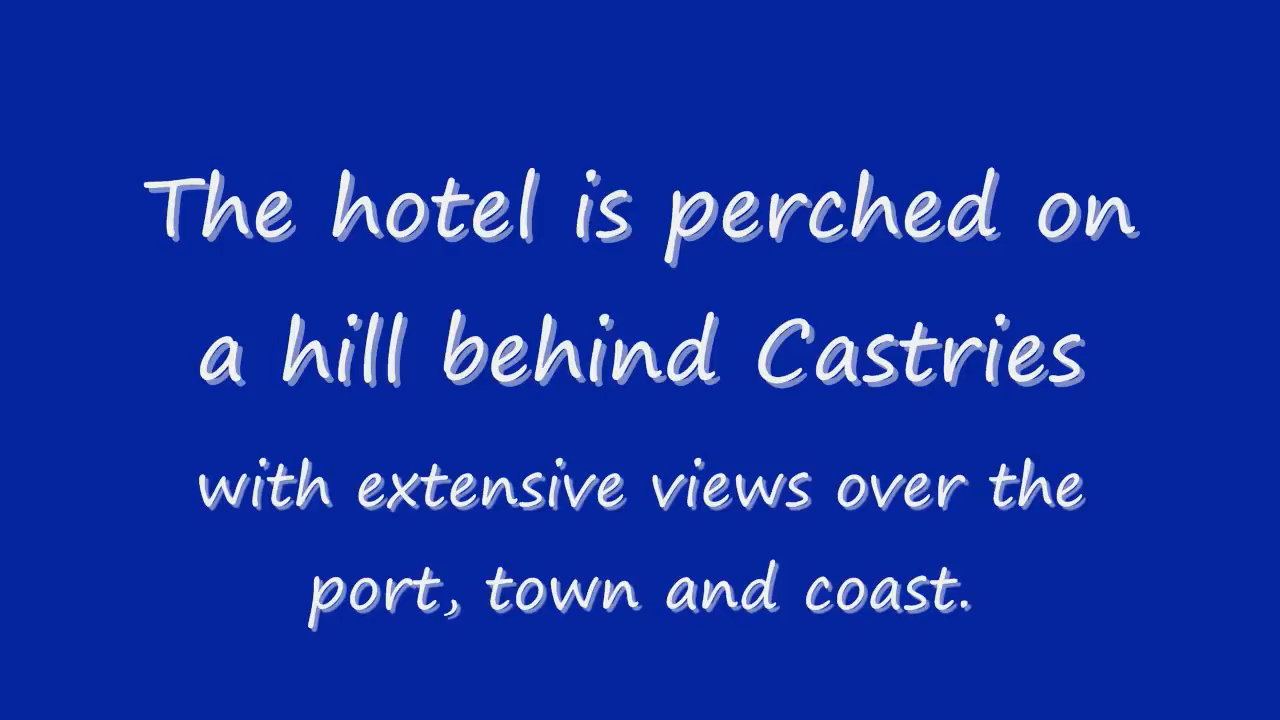 The hotel is perched on
a hill behind Castries
with extensive views over the
port, town and coast.